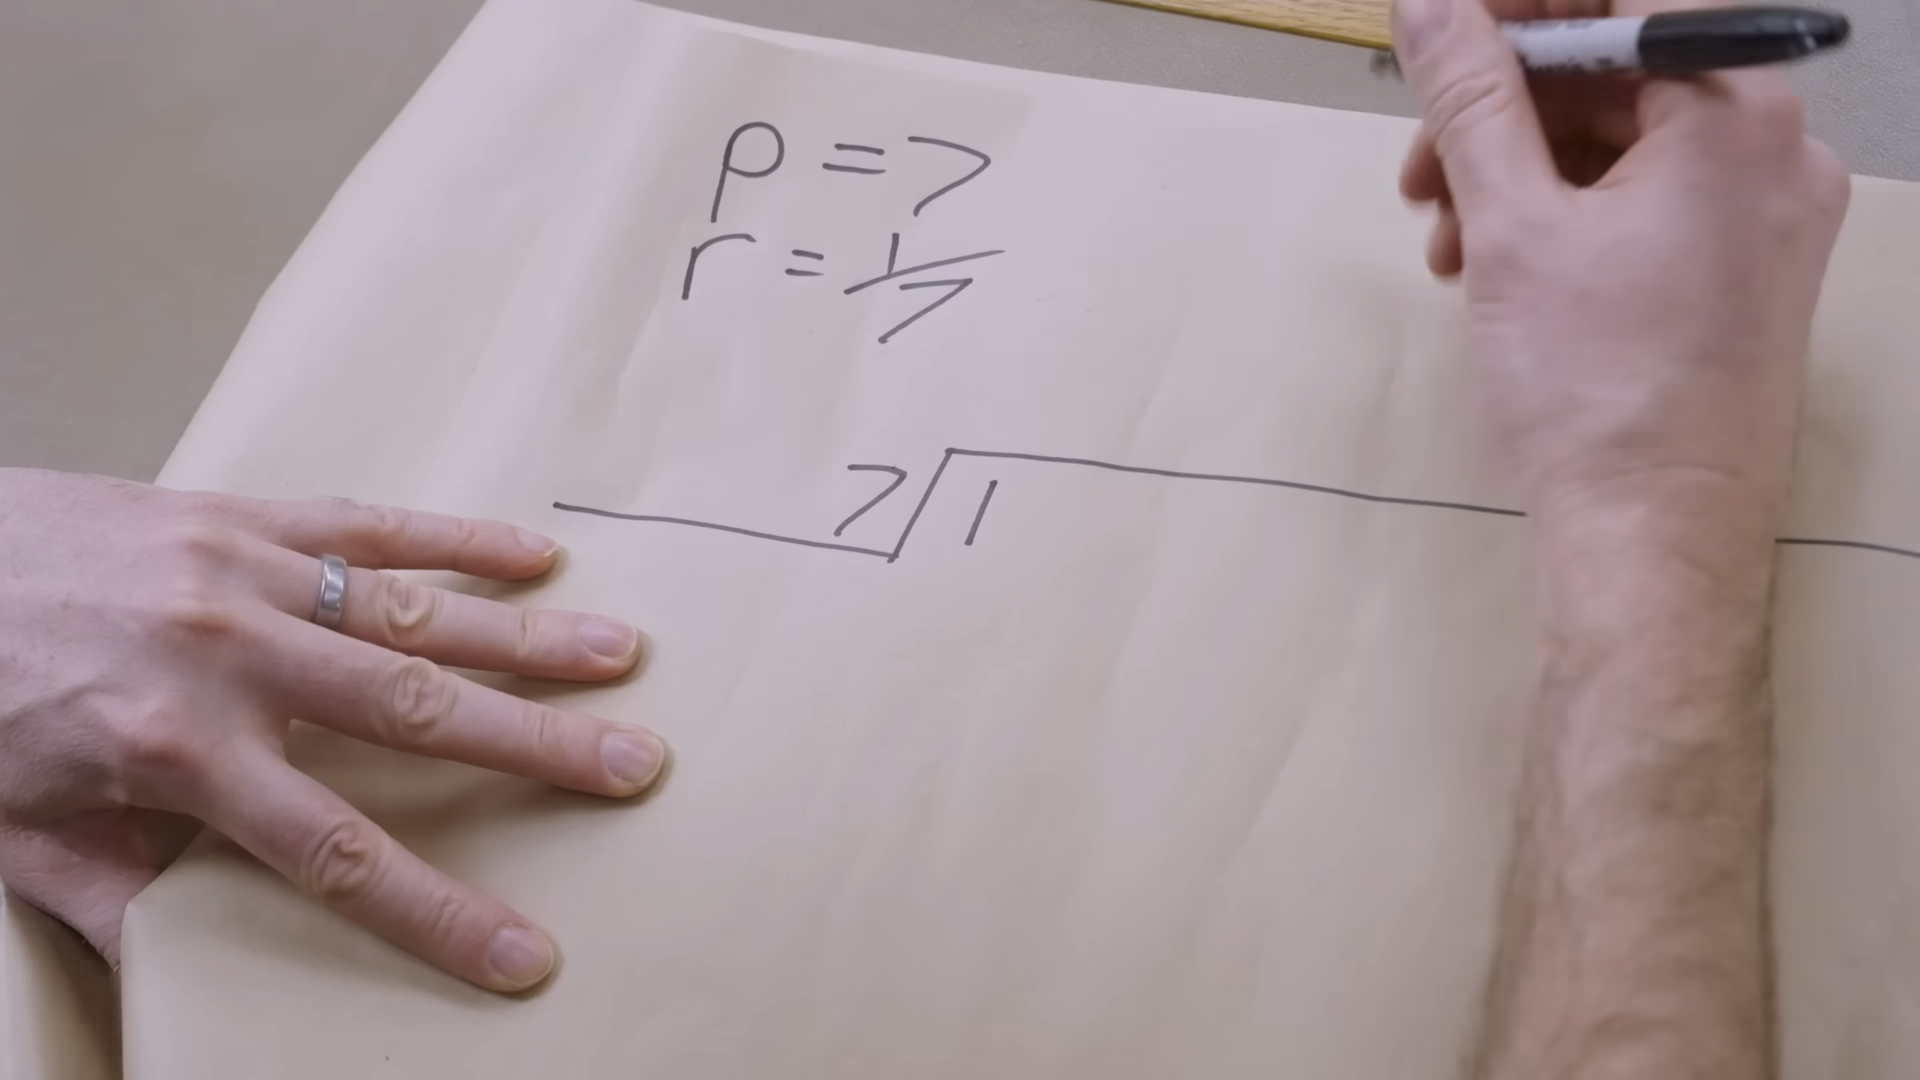 p = 7
r = 1/7
7 1